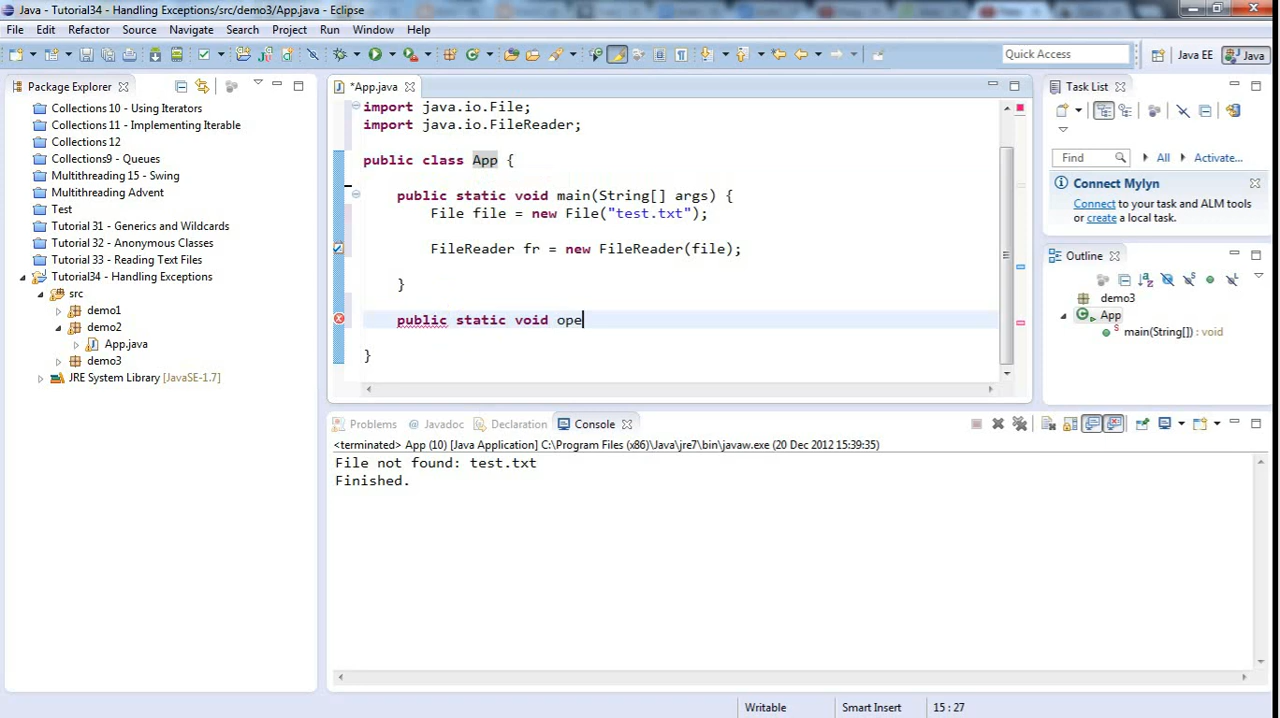 Java - Tutorial34 - Handling Exceptions/src/demo3/App.java - Eclipse
File Edit Refactor Source Navigate Search Project Run Window Help
Quick Access
Java EE
Java
Package Explorer
Collections 10 - Using Iterators
Collections 11 - Implementing Iterable
Collections 12
Collections9 - Queues
Multithreading 15 - Swing
Multithreading Advent
Test
Tutorial 31 - Generics and Wildcards
Tutorial 32 - Anonymous Classes
Tutorial 33 - Reading Text Files
Tutorial34 - Handling Exceptions
src
demo1
demo2
App.java
demo3
JRE System Library [JavaSE-1.7]
*App.java
import java.io.File;
import java.io.FileReader;
public class App {
public static void main(String[] args) {
File file = new File("test.txt");
FileReader fr = new FileReader(file);
}
public static void ope
}
Task List
Find All Activate...
Connect Mylyn
Connect to your task and ALM tools
or create a local task.
Outline
demo3
App
main(String[]) : void
Problems Javadoc Declaration Console
<terminated> App (10) [Java Application] C:\Program Files (x86)\Java\jre7\bin\javaw.exe (20 Dec 2012 15:39:35)
File not found: test.txt
Finished.
Writable Smart Insert 15 : 27